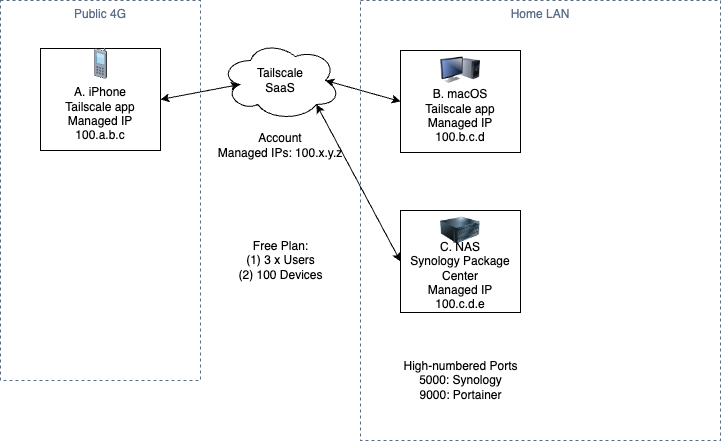 Public 4G
Home LAN
A. iPhone
Tailscale app
Managed IP
100.a.b.c
Tailscale
SaaS
B. macOS
Tailscale app
Managed IP
100.b.c.d
Account
Managed IPs: 100.x.y.z
C. NAS
Synology Package
Center
Managed IP
100.c.d.e
Free Plan:
(1) 3 x Users
(2) 100 Devices
High-numbered Ports
5000: Synology
9000: Portainer